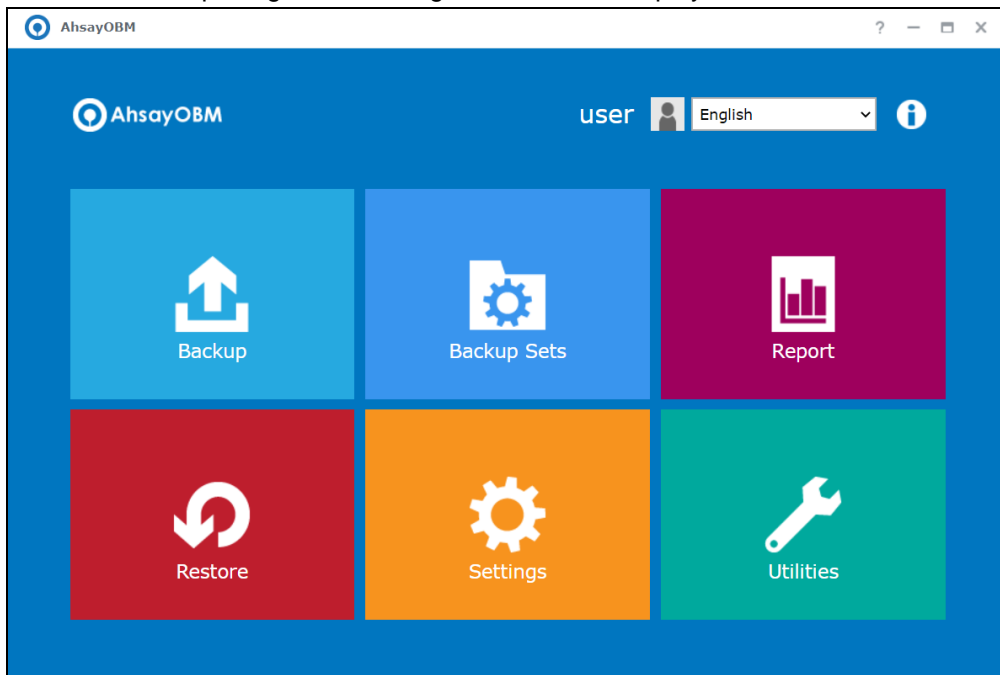 AhsayOBM ?
AhsayOBM user English
Backup Backup Sets Report
Restore Settings Utilities